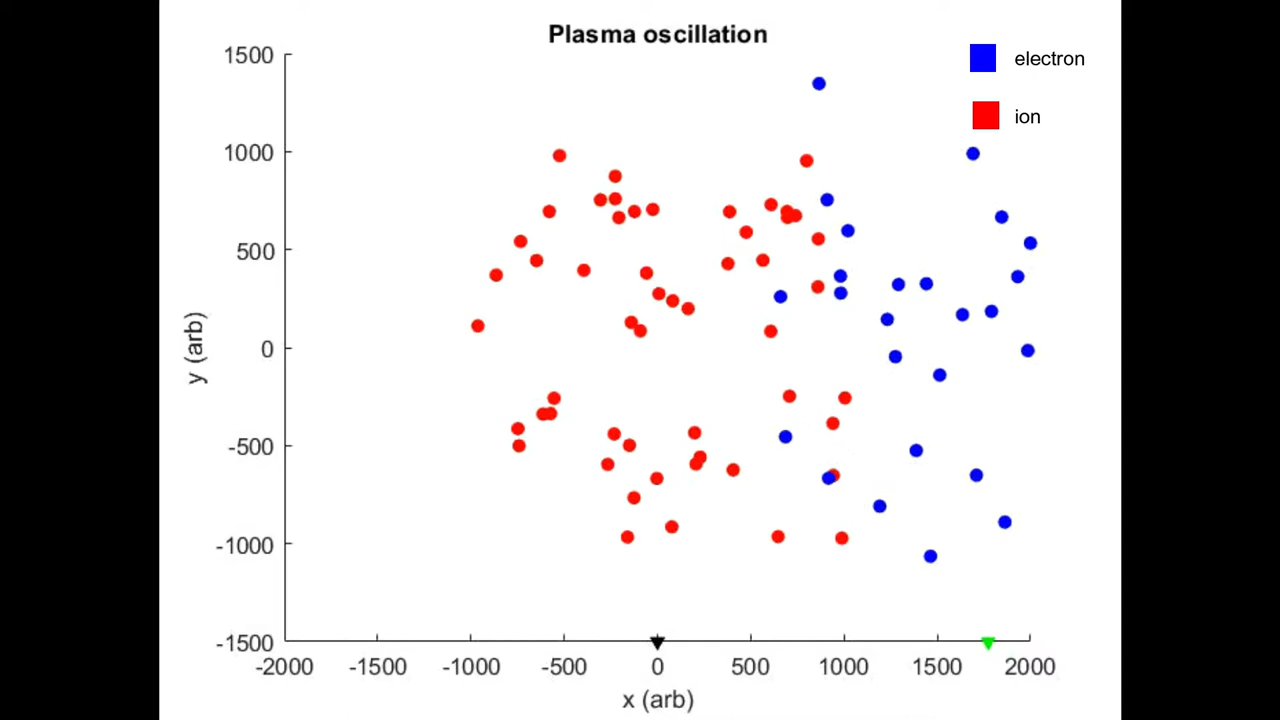 Plasma oscillation
electron
ion
1500
1000
500
0
-500
-1000
-1500
y (arb)
-2000 -1500 -1000 -500 0 500 1000 1500 2000
x (arb)